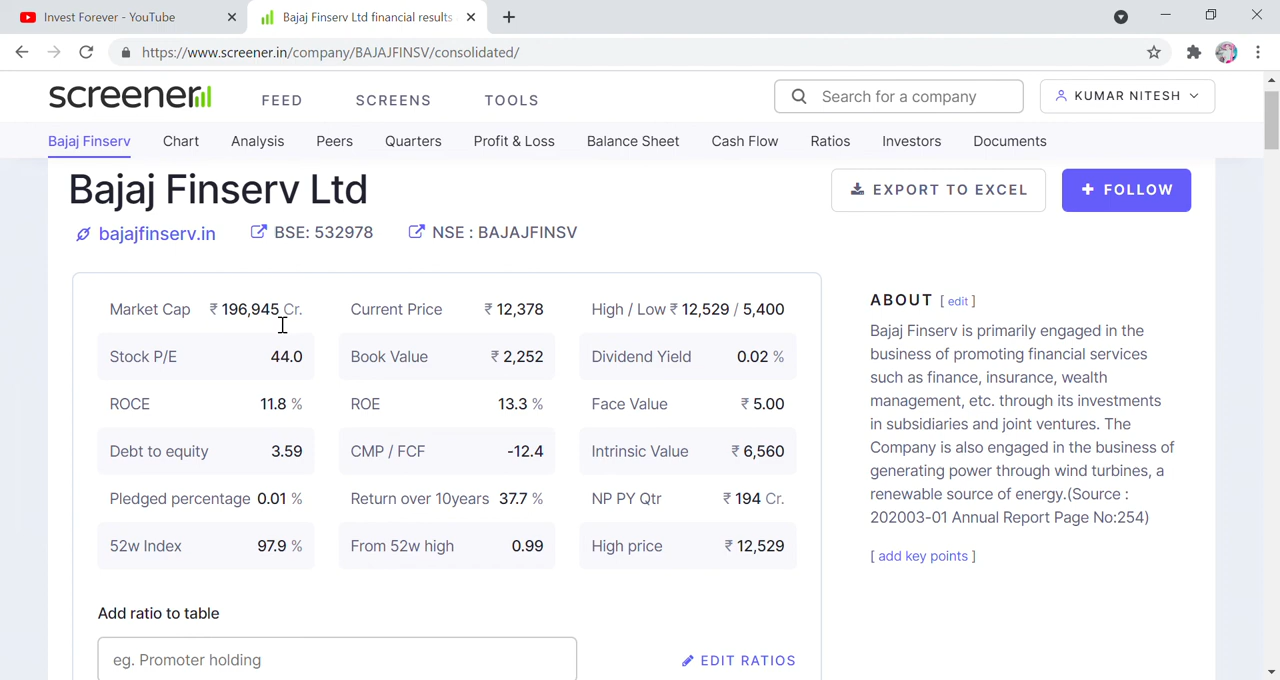 Invest Forever - YouTube
Bajaj Finserv Ltd financial results
https://www.screener.in/company/BAJAJFINSV/consolidated/
screener
FEED
SCREENS
TOOLS
Search for a company
KUMAR NITESH
Bajaj Finserv
Chart
Analysis
Peers
Quarters
Profit & Loss
Balance Sheet
Cash Flow
Ratios
Investors
Documents
Bajaj Finserv Ltd
EXPORT TO EXCEL
FOLLOW
bajajfinserv.in
BSE: 532978
NSE : BAJAJFINSV
Market Cap ₹ 196,945 Cr.
Current Price ₹ 12,378
High / Low ₹ 12,529 / 5,400
Stock P/E 44.0
Book Value ₹ 2,252
Dividend Yield 0.02 %
ROCE 11.8 %
ROE 13.3 %
Face Value ₹ 5.00
Debt to equity 3.59
CMP / FCF -12.4
Intrinsic Value ₹ 6,560
Pledged percentage 0.01 %
Return over 10years 37.7 %
NP PY Qtr ₹ 194 Cr.
52w Index 97.9 %
From 52w high 0.99
High price ₹ 12,529
Add ratio to table
eg. Promoter holding
EDIT RATIOS
ABOUT [ edit ]
Bajaj Finserv is primarily engaged in the
business of promoting financial services
such as finance, insurance, wealth
management, etc. through its investments
in subsidiaries and joint ventures. The
Company is also engaged in the business of
generating power through wind turbines, a
renewable source of energy.(Source :
202003-01 Annual Report Page No:254)
[ add key points ]